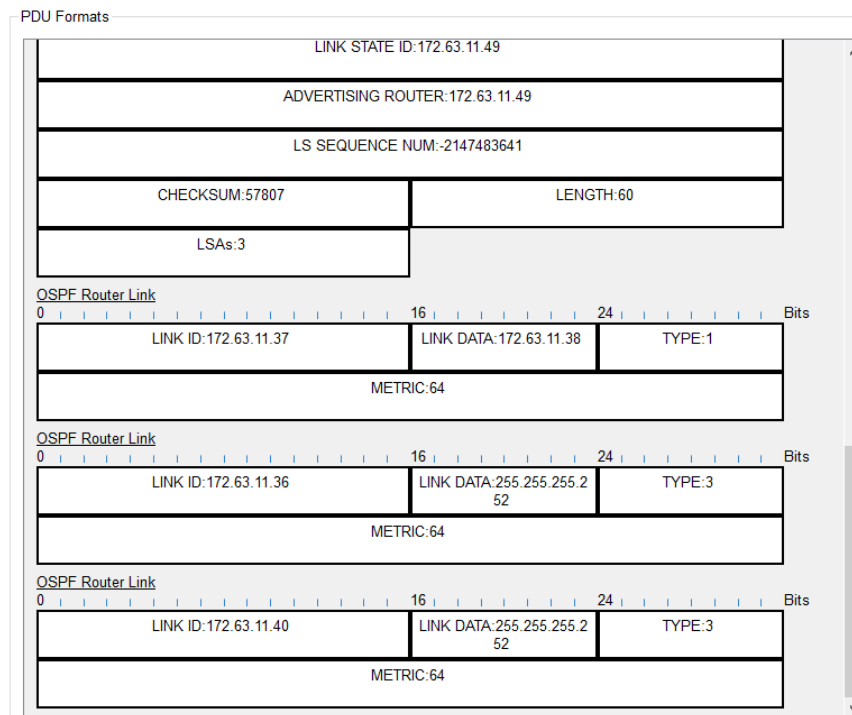 PDU Formats
LINK STATE ID:172.63.11.49
ADVERTISING ROUTER:172.63.11.49
LS SEQUENCE NUM:-2147483641
CHECKSUM:57807 LENGTH:60
LSAs:3
OSPF Router Link
0 16 24 Bits
LINK ID:172.63.11.37 LINK DATA:172.63.11.38 TYPE:1
METRIC:64
OSPF Router Link
0 16 24 Bits
LINK ID:172.63.11.36 LINK DATA:255.255.255.2 TYPE:3
52
METRIC:64
OSPF Router Link
0 16 24 Bits
LINK ID:172.63.11.40 LINK DATA:255.255.255.2 TYPE:3
52
METRIC:64